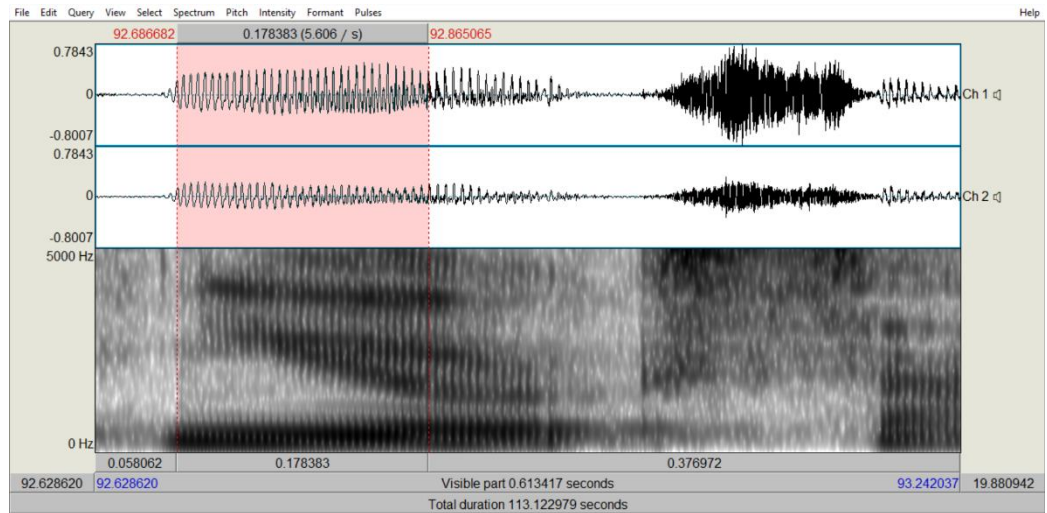 File Edit Query View Select Spectrum Pitch Intensity Formant Pulses Help
92.686682 0.178383 (5.606 / s) 92.865065
0.7843
0 Ch 1
-0.8007
0.7843
0 Ch 2
-0.8007
5000 Hz
0 Hz
0.058062 0.178383 0.376972
92.628620 92.628620 Visible part 0.613417 seconds 93.242037 19.880942
Total duration 113.122979 seconds